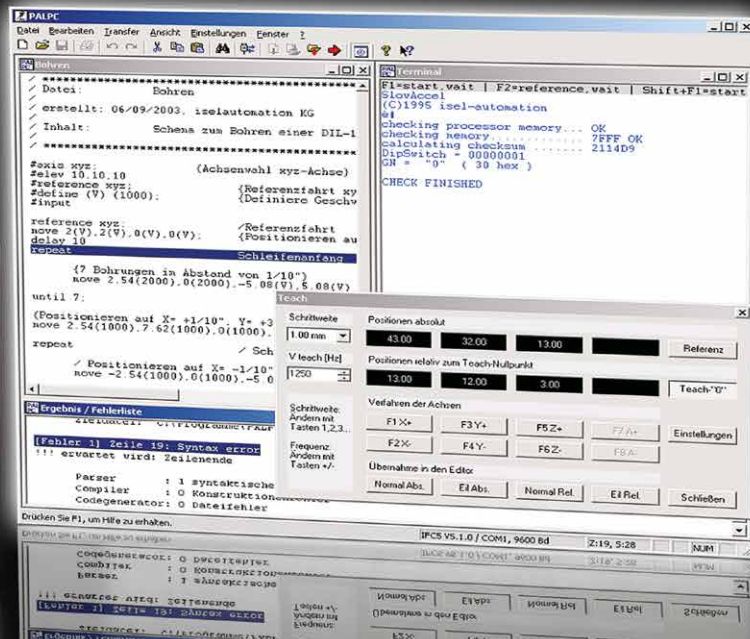 PALPC
Datei Bearbeiten Transfer Ansicht Einstellungen Fenster ?
Bohren
/ ****************************************
/ Datei: Bohren
/
/ erstellt: 06/09/2003, iselautomation KG
/
/ Inhalt: Schema zum Bohren einer DIL-1
/
/ ****************************************
#axis xyz; {Achsenwahl xyz-Achse}
#elev 10,10,10
#reference xyz; {Referenzfahrt xy
#define (V) (1000); {Definiere Geschw
#input
reference xyz; /Referenzfahrt
move 2(V),2(V),0(V),0(V); {Positionieren au
delay 10
repeat Schleifenanfang
{7 Bohrungen in Abstand von 1/10"}
move 2.54(2000),0(2000),-5.08(V),5.08(V)
until 7;
{Positionieren auf X= +1/10", Y= +3
move 2.54(1000),7.62(1000),0(1000),
repeat / Sch
/ Positionieren auf X= -1/10"
move -2.54(1000),0(1000),-5.0
Terminal
F1=start,wait | F2=reference,wait | Shift+F1=start
SlovAccel
(C)1995 isel-automation
checking processor memory... OK
checking memory............. 7FFF OK
calculating checksum ....... 2114D9
DipSwitch = 00000001
GN = "0" ( 30 hex )
CHECK FINISHED
Teach
Schrittweite
1.00 mm
V teach [Hz]
1250
Schrittweite:
Ändern mit
Tasten 1,2,3...
Frequenz:
Ändern mit
Tasten +/-
Positionen absolut
43.00 32.00 13.00
Referenz
Positionen relativ zum Teach-Nullpunkt
13.00 12.00 3.00
Teach-"0"
Verfahren der Achsen
F1 X+ F3 Y+ F5 Z+ F7 A+
Einstellungen
F2 X- F4 Y- F6 Z- F8 A-
Übernahme in den Editor
Normal Abs. Eil Abs. Normal Rel. Eil Rel.
Schließen
Ergebnis / Fehlerliste
[Fehler 1] Zeile 19: Syntax error
!!! erwartet wird: Zeilenende
Parser : 1 syntaktische
Compiler : 0 Konstruktionsfehler
Codegenerator: 0 Dateifehler
Drücken Sie F1, um Hilfe zu erhalten.
IPC5 V5.1.0 / COM1, 9600 Bd
Z:19, S:28
NUM